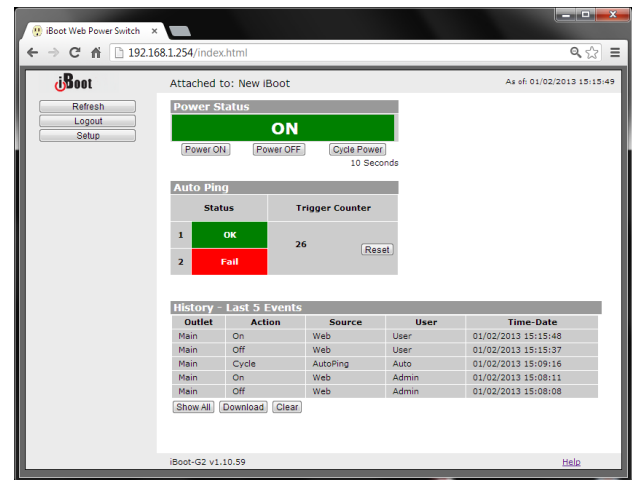 iBoot Web Power Switch
192.168.1.254/index.html
iBoot
Attached to: New iBoot
As of: 01/02/2013 15:15:49
Refresh
Logout
Setup
Power Status
ON
Power ON Power OFF Cycle Power
10 Seconds
Auto Ping
Status Trigger Counter
1 OK
26 Reset
2 Fail
History - Last 5 Events
Outlet Action Source User Time-Date
Main On Web User 01/02/2013 15:15:48
Main Off Web User 01/02/2013 15:15:37
Main Cycle AutoPing Auto 01/02/2013 15:09:16
Main On Web Admin 01/02/2013 15:08:11
Main Off Web Admin 01/02/2013 15:08:08
Show All Download Clear
iBoot-G2 v1.10.59
Help